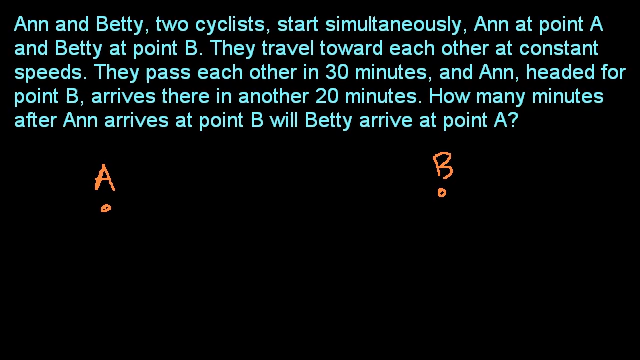 Ann and Betty, two cyclists, start simultaneously, Ann at point A
and Betty at point B. They travel toward each other at constant
speeds. They pass each other in 30 minutes, and Ann, headed for
point B, arrives there in another 20 minutes. How many minutes
after Ann arrives at point B will Betty arrive at point A?
A B